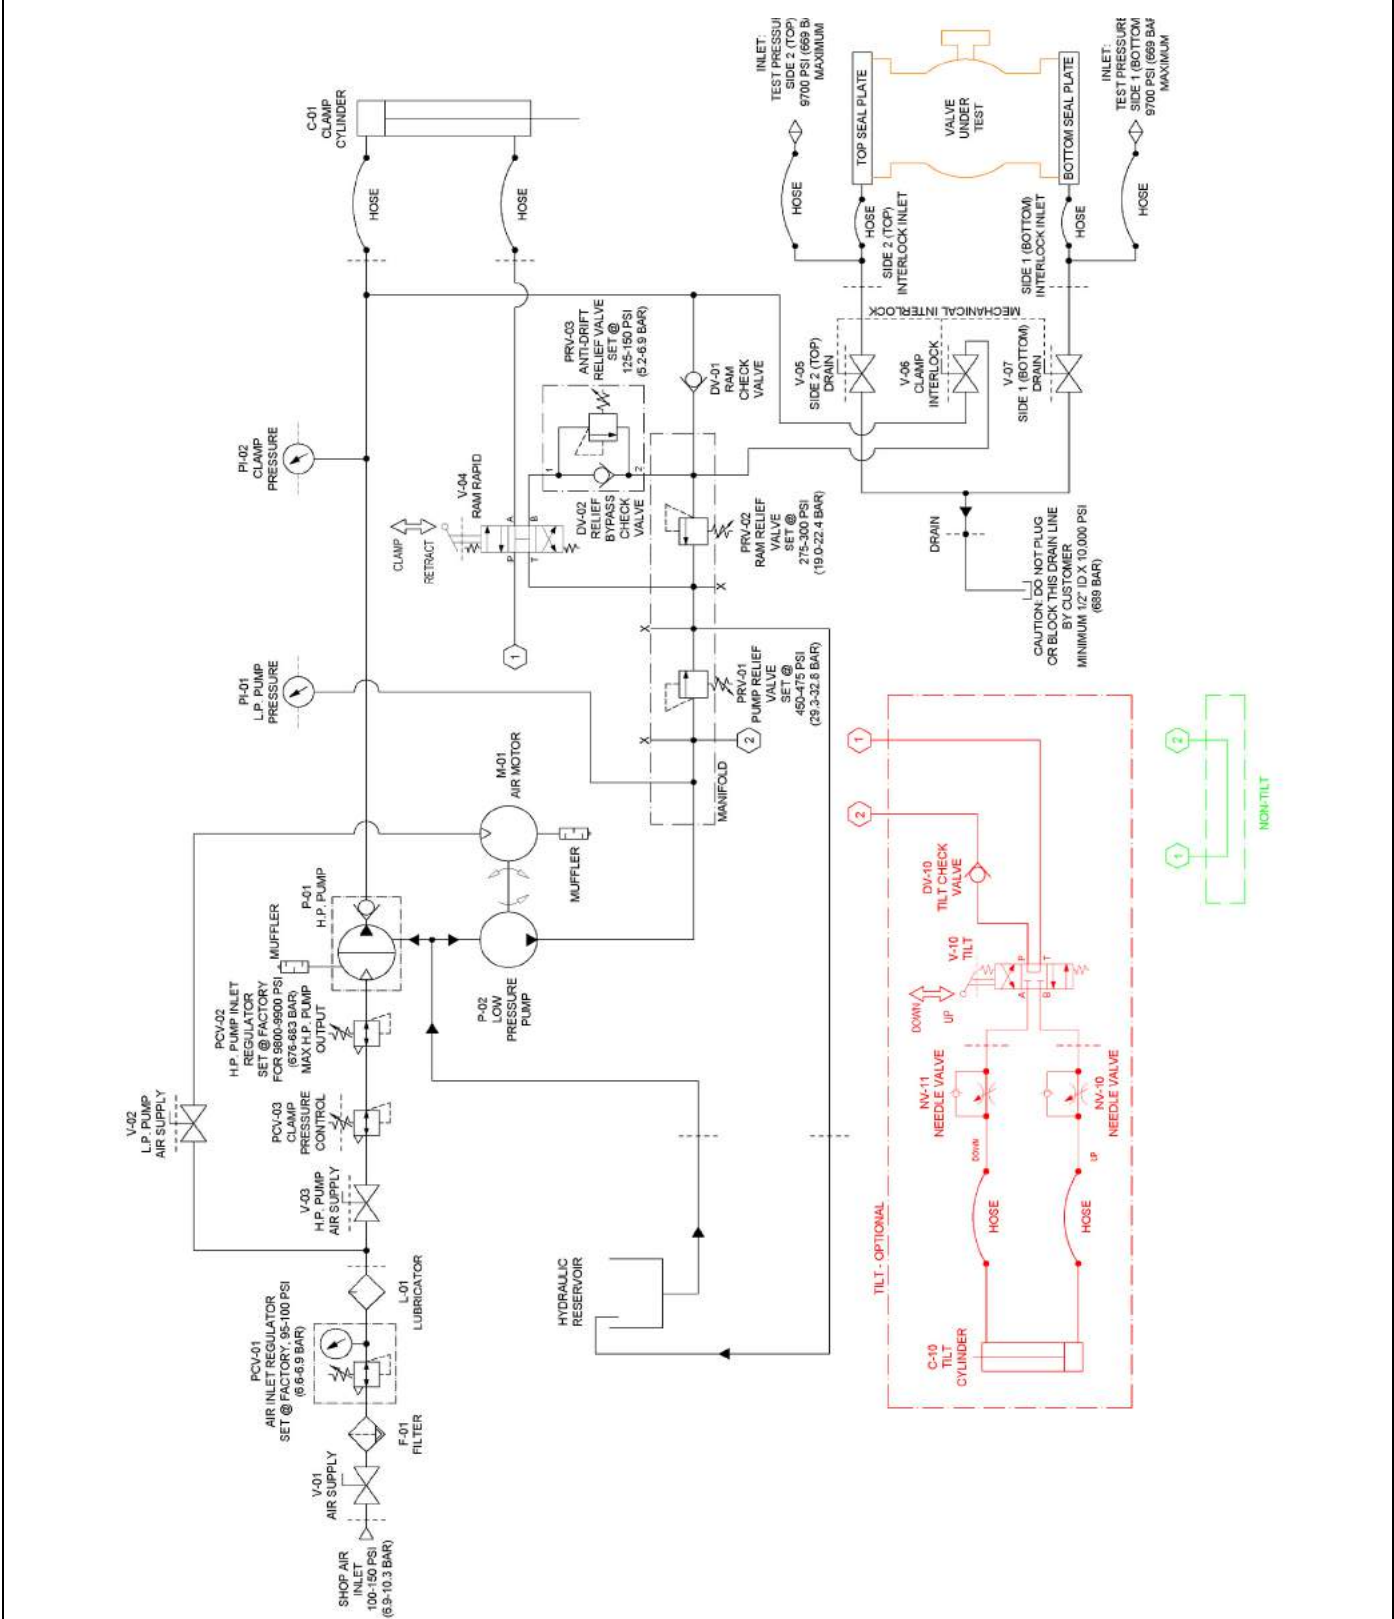 SHOP AIR
INLET
100-150 PSI
(6.9-10.3 BAR)
V-01
AIR SUPPLY
F-01
FILTER
PCV-01
AIR INLET REGULATOR
SET @ FACTORY, 95-100 PSI
(6.6-6.9 BAR)
L-01
LUBRICATOR
V-02
L.P. PUMP
AIR SUPPLY
V-03
H.P. PUMP
AIR SUPPLY
PCV-03
CLAMP
PRESSURE
CONTROL
PCV-02
H.P. PUMP INLET
REGULATOR
SET @ FACTORY
FOR 9800-9900 PSI
(676-683 BAR)
MAX H.P. PUMP
OUTPUT
MUFFLER
P-01
H.P. PUMP
P-02
LOW
PRESSURE
PUMP
M-01
AIR MOTOR
MUFFLER
PI-01
L.P. PUMP
PRESSURE
PI-02
CLAMP
PRESSURE
C-01
CLAMP
CYLINDER
HOSE
HOSE
CLAMP
RETRACT
V-04
RAM RAPID
P
T
A
B
1
DV-02
RELIEF
BYPASS
CHECK
VALVE
1
2
PRV-03
ANTI-DRIFT
RELIEF VALVE
SET @
125-150 PSI
(5.2-6.9 BAR)
DV-01
RAM
CHECK
VALVE
MANIFOLD
X
X
X
2
PRV-01
PUMP RELIEF
VALVE
SET @
450-475 PSI
(29.3-32.8 BAR)
PRV-02
RAM RELIEF
VALVE
SET @
275-300 PSI
(19.0-22.4 BAR)
HYDRAULIC
RESERVOIR
INLET:
TEST PRESSU
SIDE 2 (TOP)
9700 PSI (669 B
MAXIMUM
HOSE
TOP SEAL PLATE
VALVE
UNDER
TEST
BOTTOM SEAL PLATE
INLET:
TEST PRESSURE
SIDE 1 (BOTTOM
9700 PSI (669 BA
MAXIMUM
HOSE
HOSE
SIDE 2 (TOP)
INTERLOCK INLET
HOSE
SIDE 1 (BOTTOM)
INTERLOCK INLET
MECHANICAL INTERLOCK
V-05
SIDE 2 (TOP)
DRAIN
V-06
CLAMP
INTERLOCK
V-07
SIDE 1 (BOTTOM)
DRAIN
DRAIN
CAUTION: DO NOT PLUG
OR BLOCK THIS DRAIN LINE
BY CUSTOMER
MINIMUM 1/2" ID X 10,000 PSI
(689 BAR)
TILT - OPTIONAL
C-10
TILT
CYLINDER
HOSE
HOSE
DOWN
UP
NV-11
NEEDLE VALVE
NV-10
NEEDLE VALVE
DOWN
UP
V-10
TILT
A
B
P
T
DV-10
TILT CHECK
VALVE
2
1
1
2
NON-TILT